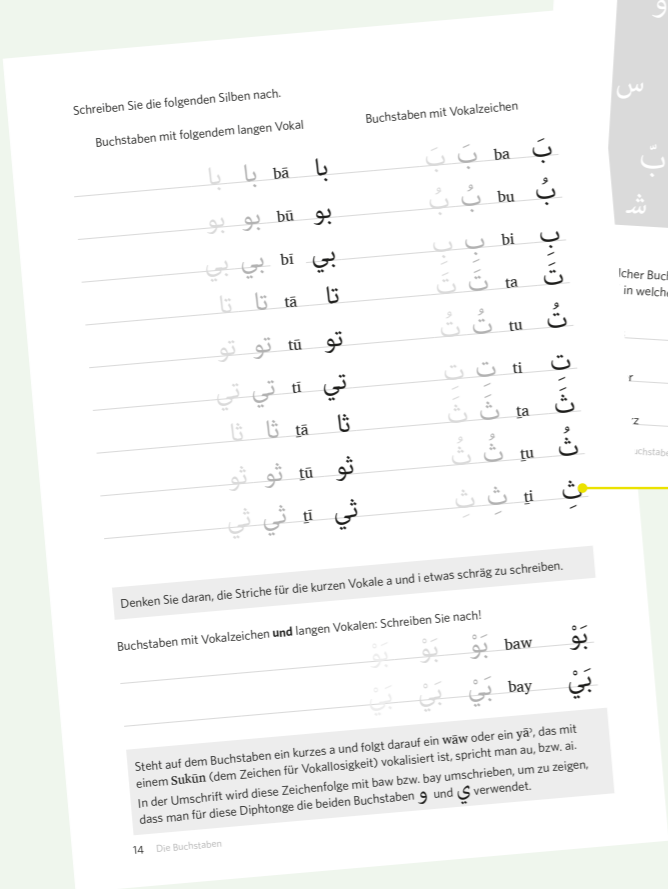 Schreiben Sie die folgenden Silben nach.
Buchstaben mit folgendem langen Vokal
Buchstaben mit Vokalzeichen
با با bā با
بَ بَ ba بَ
بو بو bū بو
بُ بُ bu بُ
بي بي bī بي
بِ بِ bi بِ
تا تا tā تا
تَ تَ ta تَ
تو تو tū تو
تُ تُ tu تُ
تي تي tī تي
تِ تِ ti تِ
ثا ثا ṯā ثا
ثَ ثَ ṯa ثَ
ثو ثو ṯū ثو
ثُ ثُ ṯu ثُ
ثي ثي ṯī ثي
ثِ ثِ ṯi ثِ
Denken Sie daran, die Striche für die kurzen Vokale a und i etwas schräg zu schreiben.
Buchstaben mit Vokalzeichen und langen Vokalen: Schreiben Sie nach!
بَوْ بَوْ بَوْ baw بَوْ
بَيْ بَيْ بَيْ bay بَيْ
Steht auf dem Buchstaben ein kurzes a und folgt darauf ein wāw oder ein yāʾ, das mit
einem Sukūn (dem Zeichen für Vokallosigkeit) vokalisiert ist, spricht man au, bzw. ai.
In der Umschrift wird diese Zeichenfolge mit baw bzw. bay umschrieben, um zu zeigen,
dass man für diese Diphtonge die beiden Buchstaben و und ي verwendet.
14 Die Buchstaben
و
س
بّ
شـ
lcher Buch
in welche
r
z
uchstabe